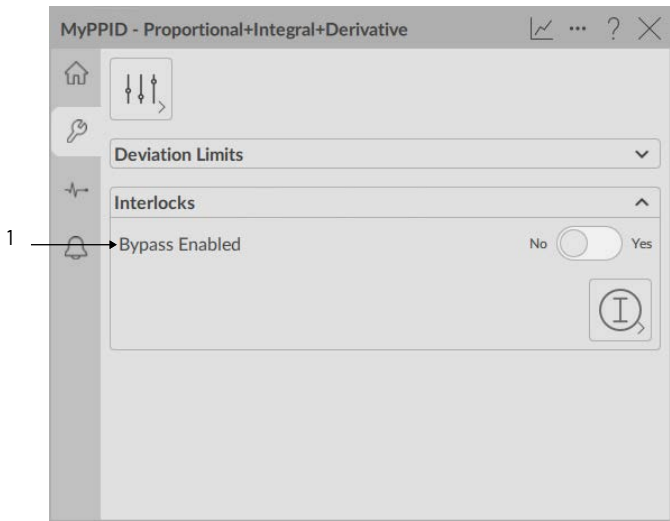 MyPPID - Proportional+Integral+Derivative
Deviation Limits
Interlocks
1
Bypass Enabled
No
Yes